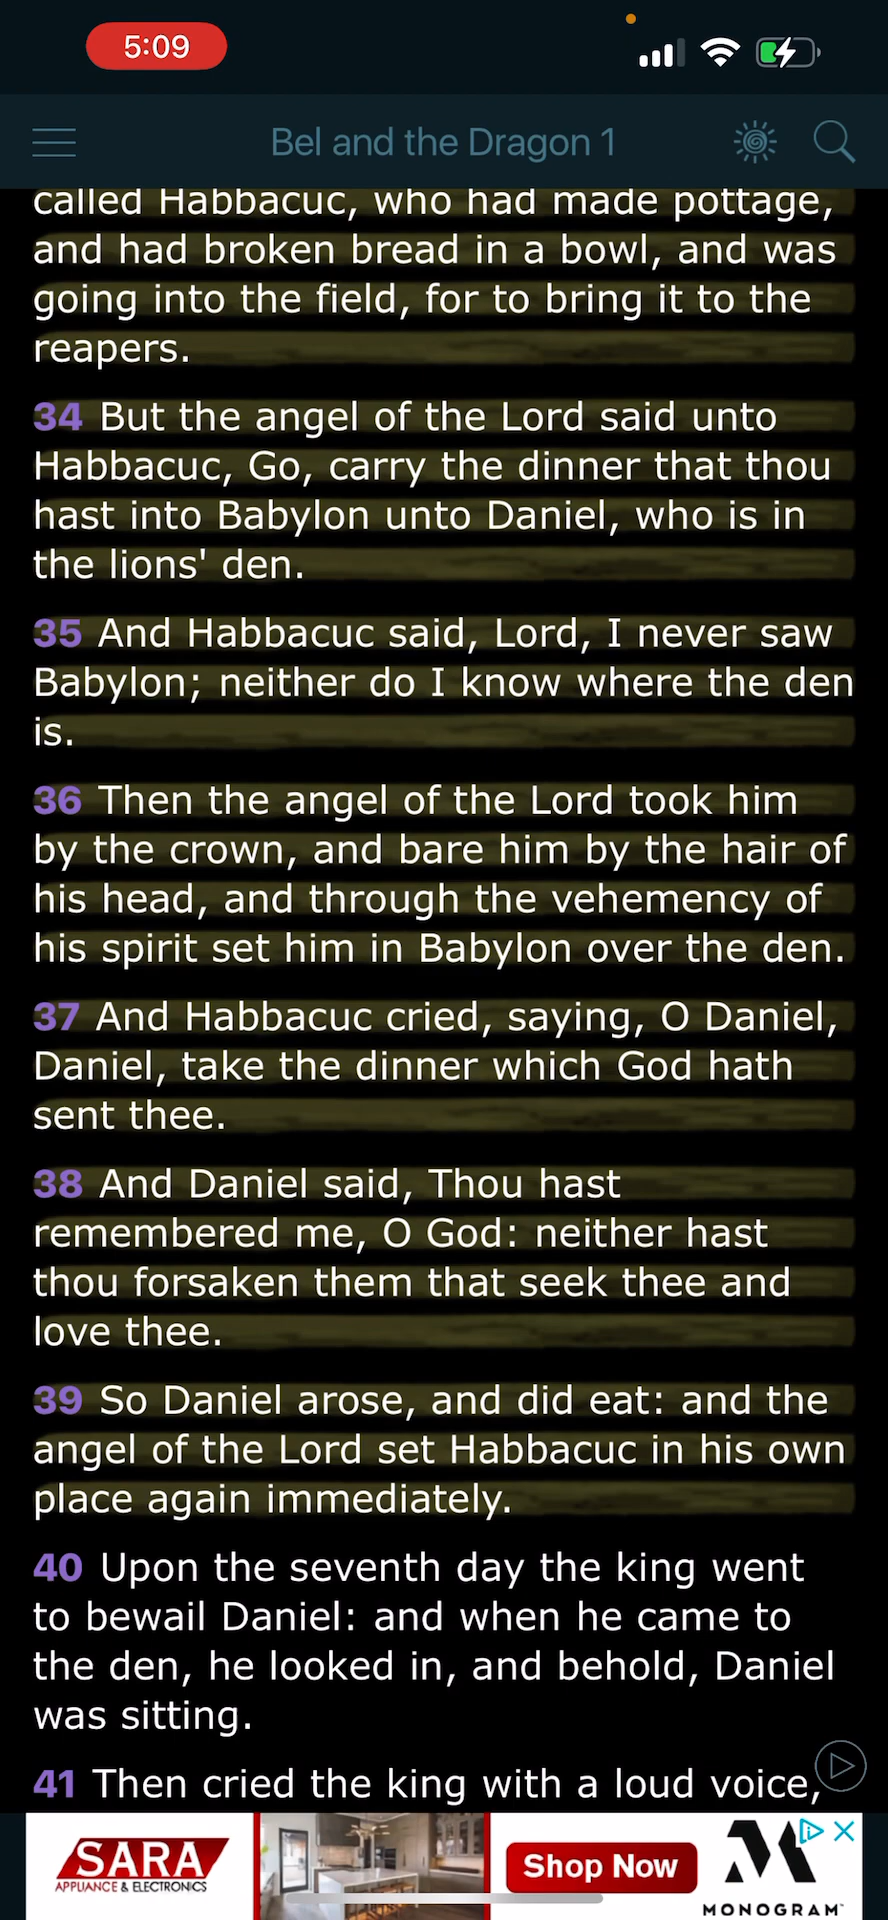 5:09
Bel and the Dragon 1
called Habbacuc, who had made pottage,
and had broken bread in a bowl, and was
going into the field, for to bring it to the
reapers.
34 But the angel of the Lord said unto
Habbacuc, Go, carry the dinner that thou
hast into Babylon unto Daniel, who is in
the lions' den.
35 And Habbacuc said, Lord, I never saw
Babylon; neither do I know where the den
is.
36 Then the angel of the Lord took him
by the crown, and bare him by the hair of
his head, and through the vehemency of
his spirit set him in Babylon over the den.
37 And Habbacuc cried, saying, O Daniel,
Daniel, take the dinner which God hath
sent thee.
38 And Daniel said, Thou hast
remembered me, O God: neither hast
thou forsaken them that seek thee and
love thee.
39 So Daniel arose, and did eat: and the
angel of the Lord set Habbacuc in his own
place again immediately.
40 Upon the seventh day the king went
to bewail Daniel: and when he came to
the den, he looked in, and behold, Daniel
was sitting.
41 Then cried the king with a loud voice,
SARA
APPLIANCE & ELECTRONICS
Shop Now
M
MONOGRAM